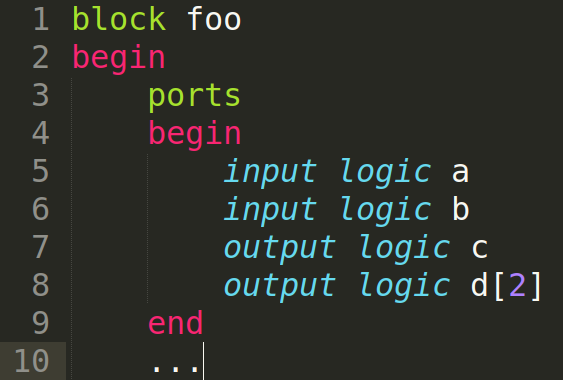 1 block foo
2 begin
3 ports
4 begin
5 input logic a
6 input logic b
7 output logic c
8 output logic d[2]
9 end
10 ...